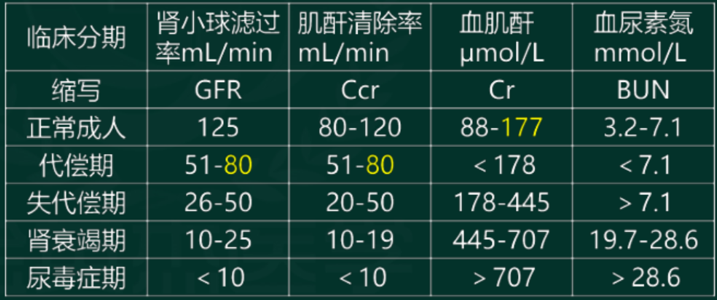 临床分期 肾小球滤过率mL/min 肌酐清除率mL/min 血肌酐μmol/L 血尿素氮mmol/L
缩写 GFR Ccr Cr BUN
正常成人 125 80-120 88-177 3.2-7.1
代偿期 51-80 51-80 <178 <7.1
失代偿期 26-50 20-50 178-445 >7.1
肾衰竭期 10-25 10-19 445-707 19.7-28.6
尿毒症期 <10 <10 >707 >28.6